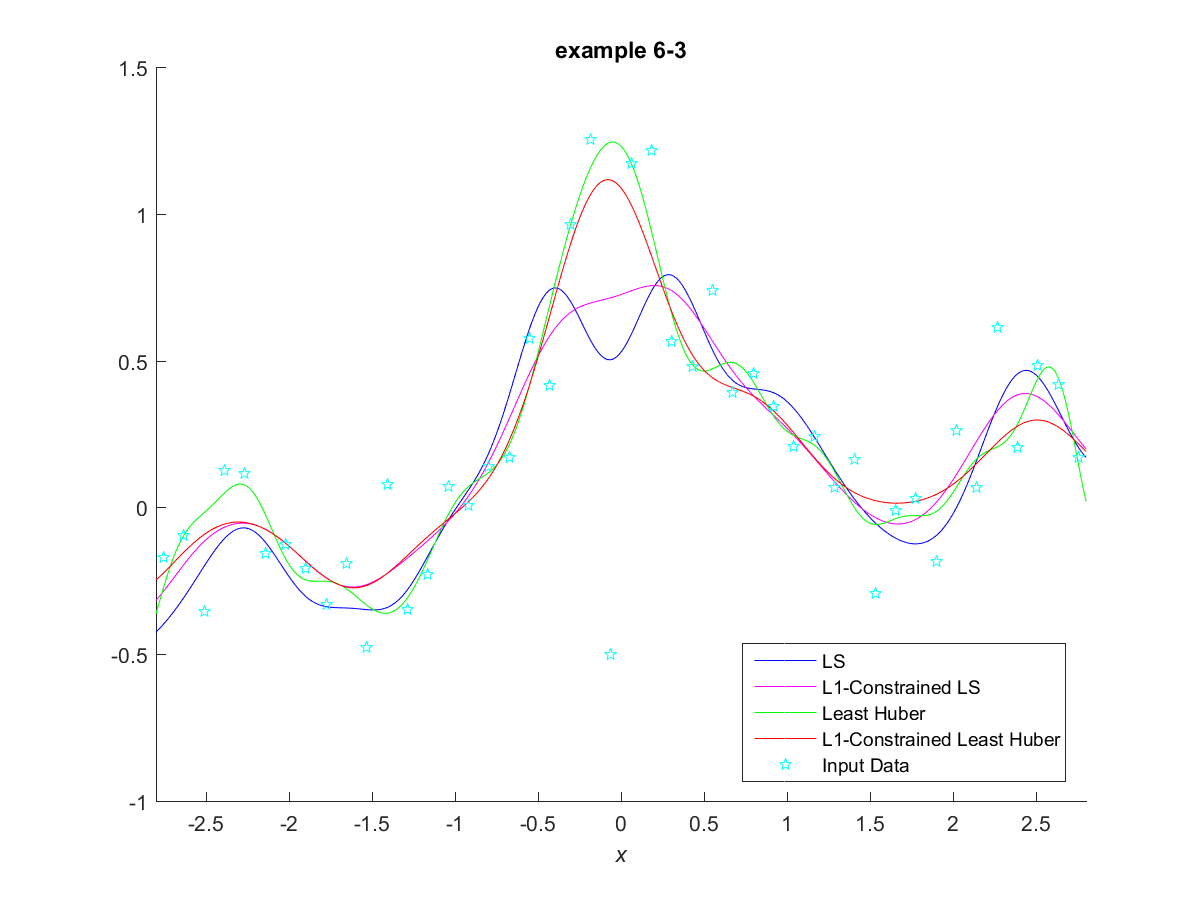 example 6-3
1.5
1
0.5
0
-0.5
-1
-2.5 -2 -1.5 -1 -0.5 0 0.5 1 1.5 2 2.5
x
LS
L1-Constrained LS
Least Huber
L1-Constrained Least Huber
Input Data